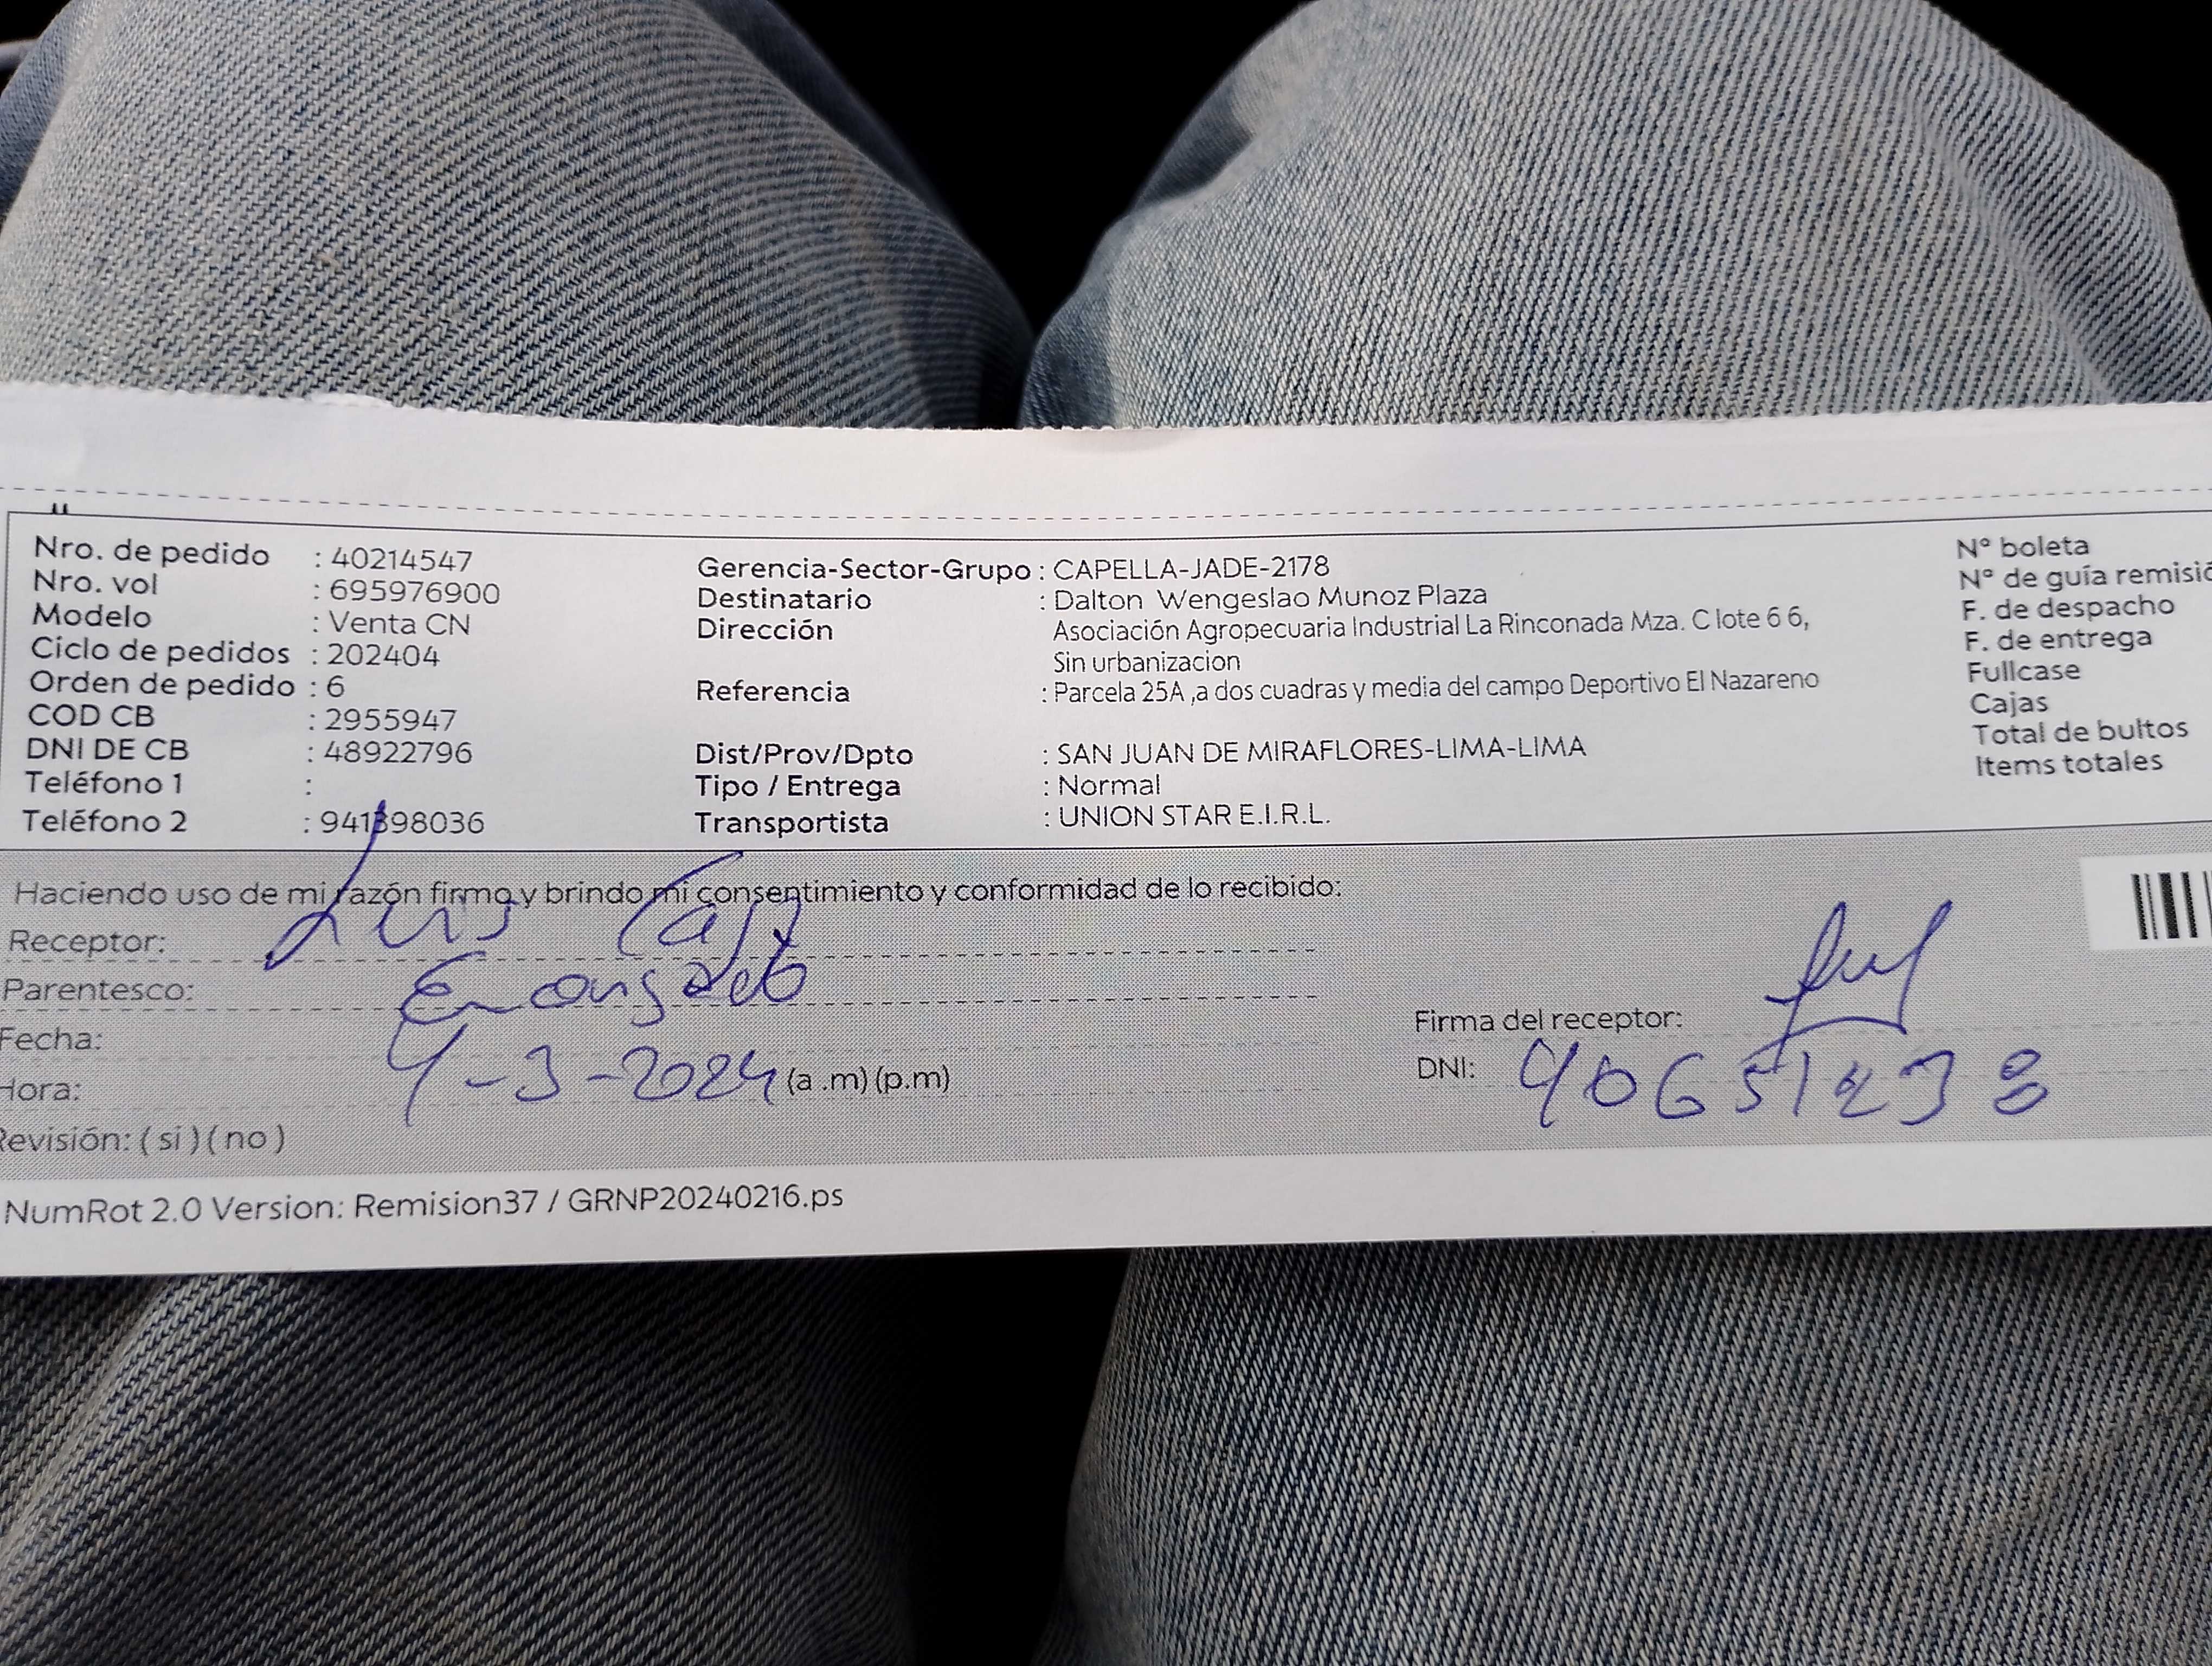 Nro. de pedido : 40214547
Nro. vol : 695976900
Modelo : Venta CN
Ciclo de pedidos : 202404
Orden de pedido : 6
COD CB : 2955947
DNI DE CB : 48922796
Teléfono 1 :
Teléfono 2 : 941398036
Gerencia-Sector-Grupo : CAPELLA-JADE-2178
Destinatario : Dalton Wengeslao Munoz Plaza
Dirección Asociación Agropecuaria Industrial La Rinconada Mza. C lote 6 6,
Sin urbanizacion
Referencia : Parcela 25A ,a dos cuadras y media del campo Deportivo El Nazareno
Dist/Prov/Dpto : SAN JUAN DE MIRAFLORES-LIMA-LIMA
Tipo / Entrega : Normal
Transportista : UNION STAR E.I.R.L.
N° boleta
N° de guía remisió
F. de despacho
F. de entrega
Fullcase
Cajas
Total de bultos
Items totales
Haciendo uso de mi razón firmo y brindo mi consentimiento y conformidad de lo recibido:
Receptor: Luis
Parentesco:
Fecha:
Hora: 4-3-2024 (a .m) (p.m)
Revisión: ( si ) ( no )
Firma del receptor:
DNI: 40651238
NumRot 2.0 Version: Remision37 / GRNP20240216.ps